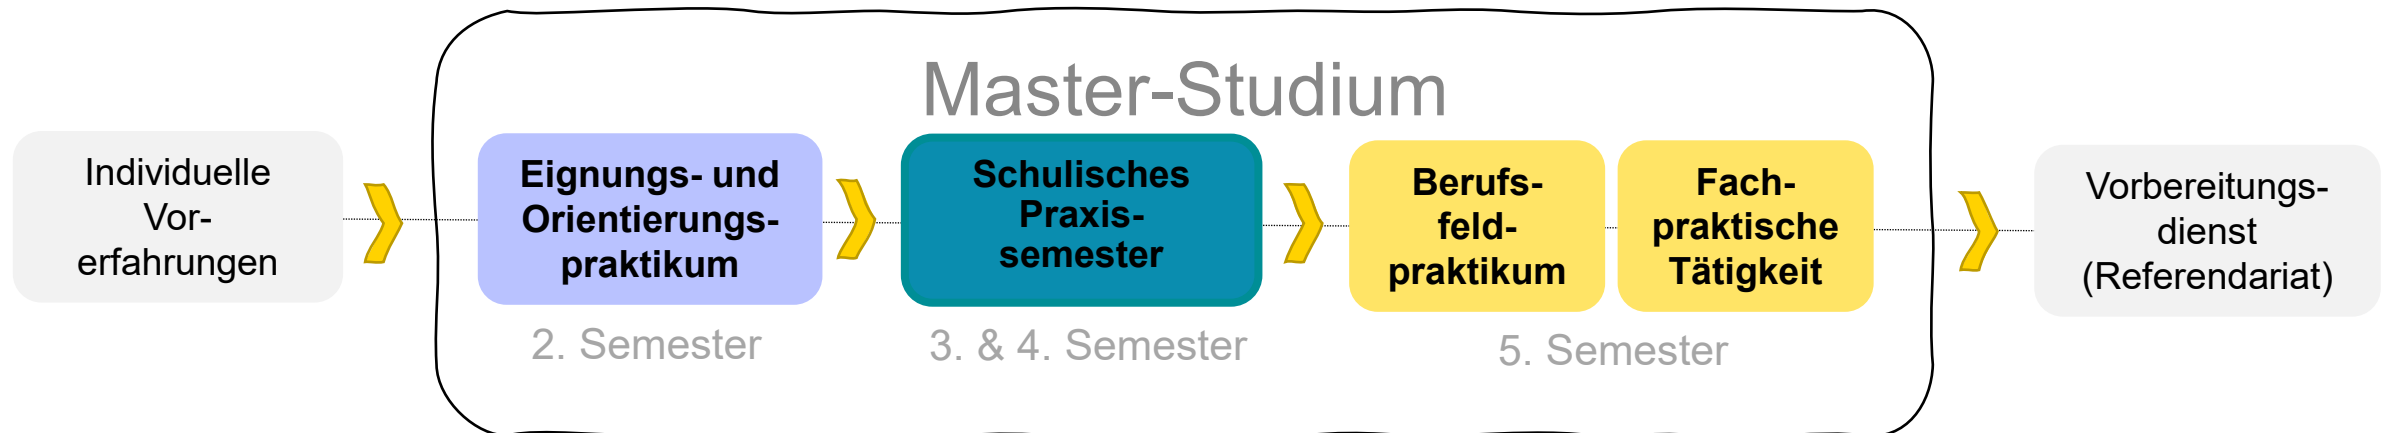 Master-Studium
Individuelle
Vor-
erfahrungen
Eignungs- und
Orientierungs-
praktikum
2. Semester
Schulisches
Praxis-
semester
3. & 4. Semester
Berufs-
feld-
praktikum
Fach-
praktische
Tätigkeit
5. Semester
Vorbereitungs-
dienst
(Referendariat)